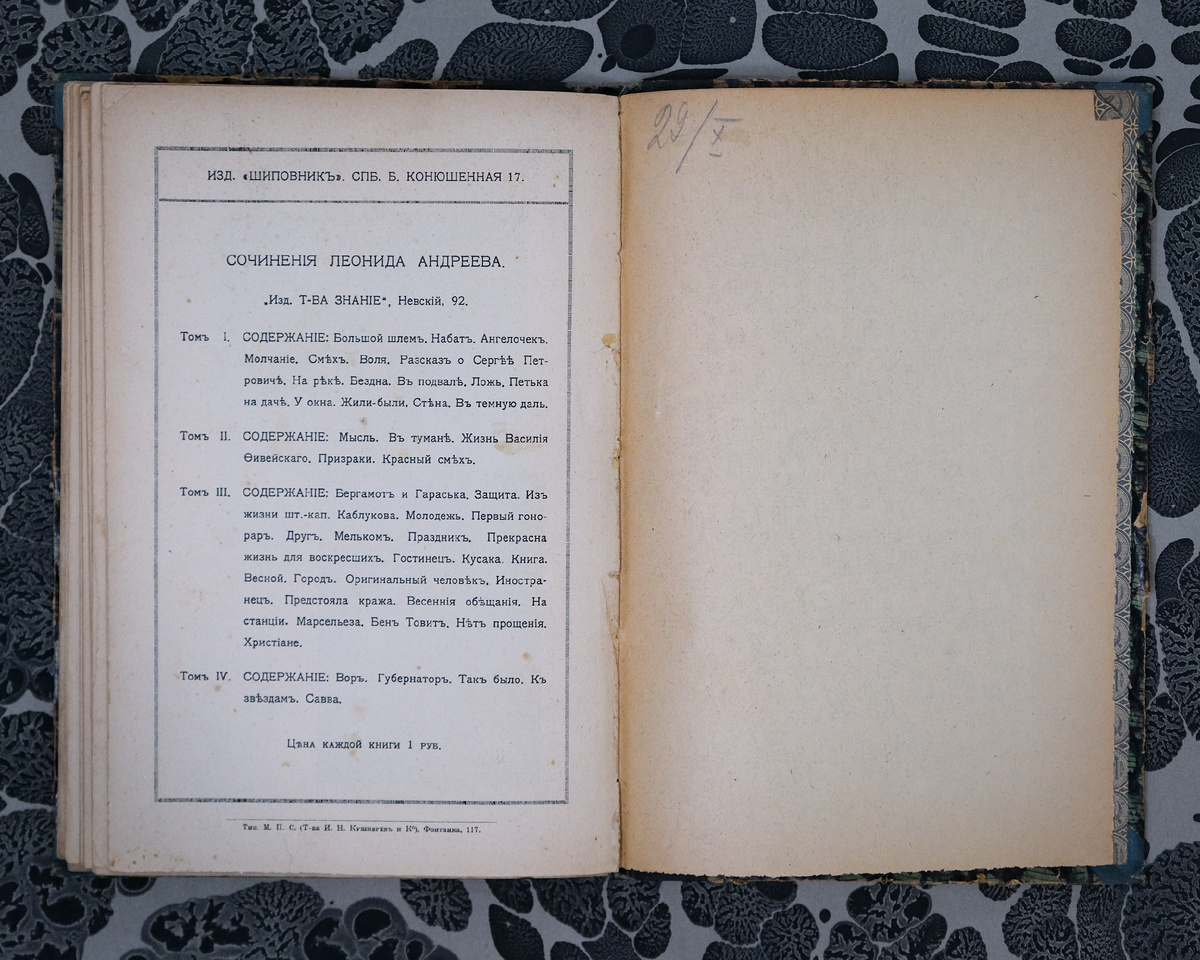 ИЗД. «ШИПОВНИКЪ». СПБ. Б. КОНЮШЕННАЯ 17.
СОЧИНЕНІЯ ЛЕОНИДА АНДРЕЕВА.
„Изд. Т-ВА ЗНАНІЕ“, Невскій, 92.
Томъ I. СОДЕРЖАНІЕ: Большой шлемъ. Набатъ. Ангелочекъ.
Молчаніе. Смѣхъ. Воля. Разсказъ о Сергѣѣ Пет-
ровичѣ. На рѣкѣ. Бездна. Въ подвалѣ. Ложь. Петька
на дачѣ. У окна. Жили-были. Стѣна. Въ темную даль.
Томъ II. СОДЕРЖАНІЕ: Мысль. Въ туманѣ. Жизнь Василія
Ѳивейскаго. Призраки. Красный смѣхъ.
Томъ III. СОДЕРЖАНІЕ: Бергамотъ и Гараська. Защита. Изъ
жизни шт.-кап. Каблукова. Молодежь. Первый гоно-
раръ. Другъ. Мелькомъ. Праздникъ. Прекрасна
жизнь для воскресшихъ. Гостинецъ. Кусака. Книга.
Весной. Городъ. Оригинальный человѣкъ. Иностра-
нецъ. Предстояла кража. Весеннія обѣщанія. На
станціи. Марсельеза. Бенъ Товитъ. Нѣтъ прощенія.
Христіане.
Томъ IV. СОДЕРЖАНІЕ: Воръ. Губернаторъ. Такъ было. Къ
звѣздамъ. Савва.
Цѣна каждой книги 1 руб.
Тип. М. П. С. (Т-ва И. Н. Кушнеревъ и К°), Фонтанка, 117.
29/X